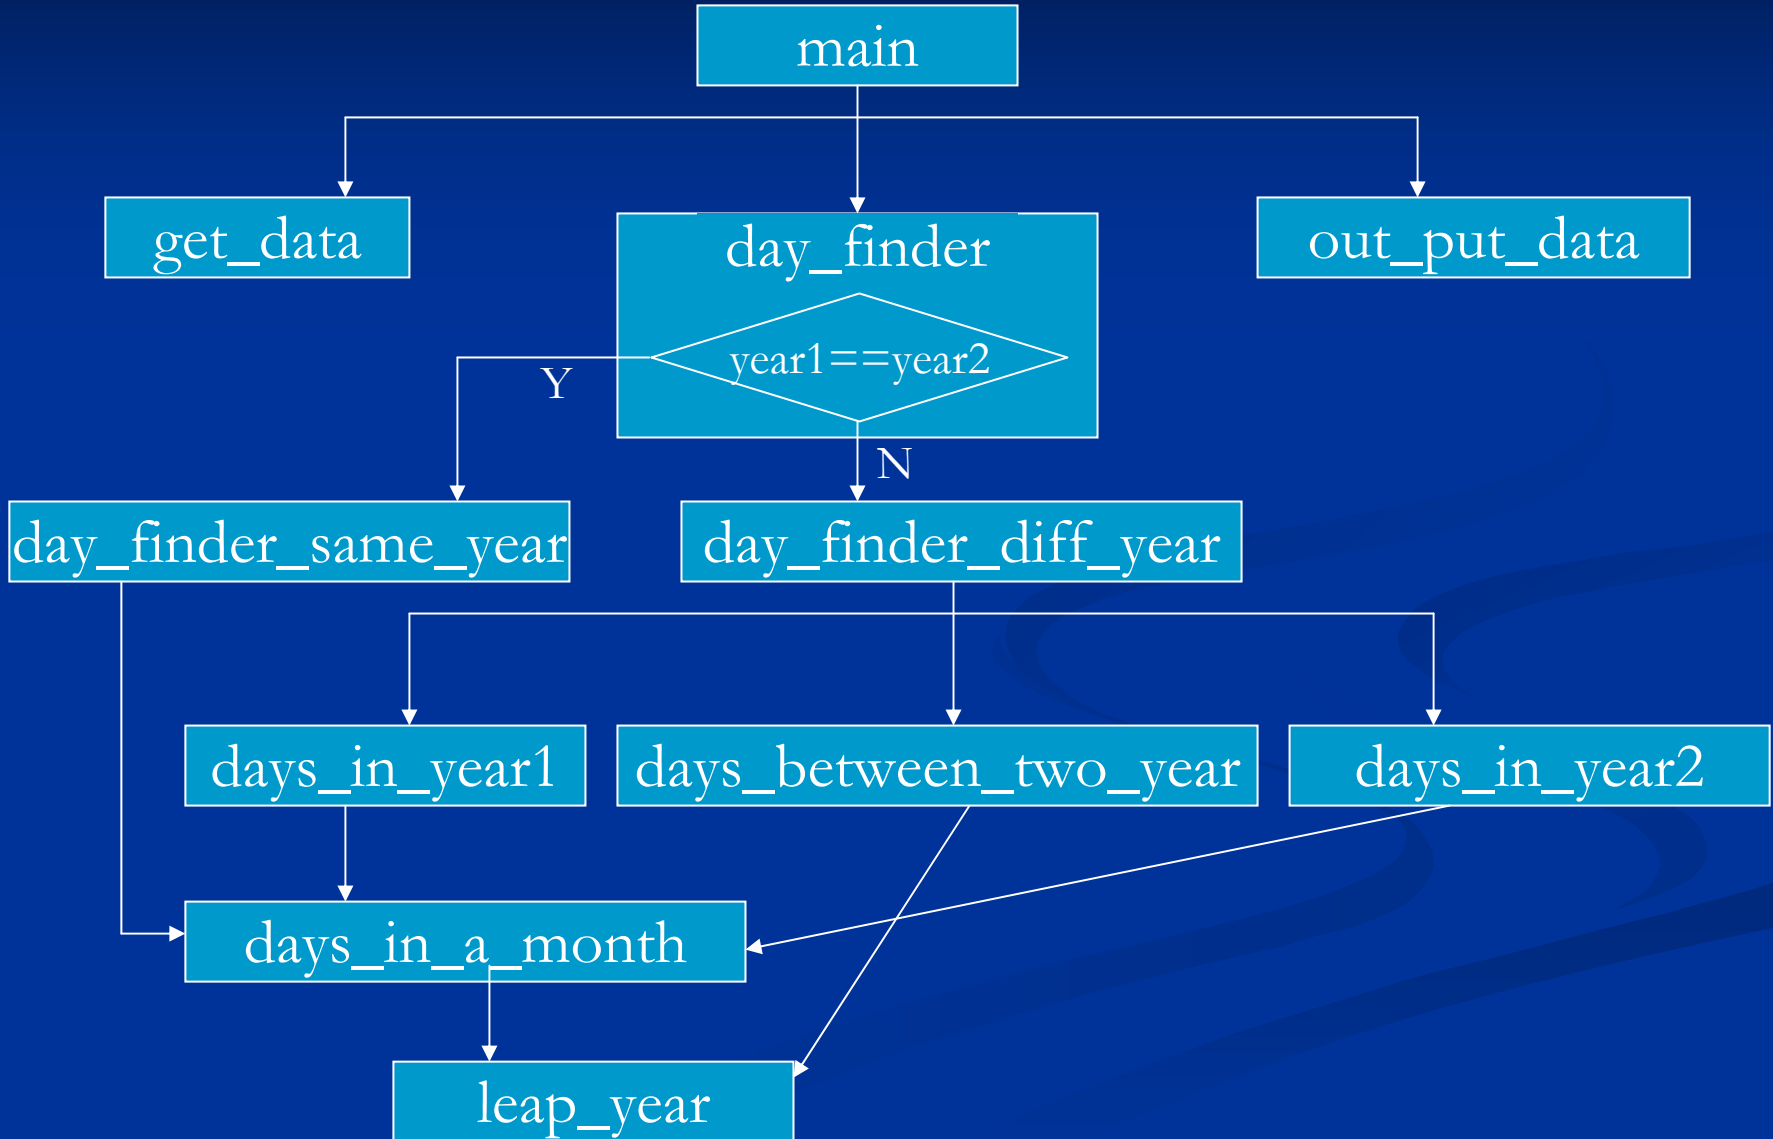 main
get_data
day_finder
out_put_data
year1==year2
Y
N
day_finder_same_year
day_finder_diff_year
days_in_year1
days_between_two_year
days_in_year2
days_in_a_month
leap_year